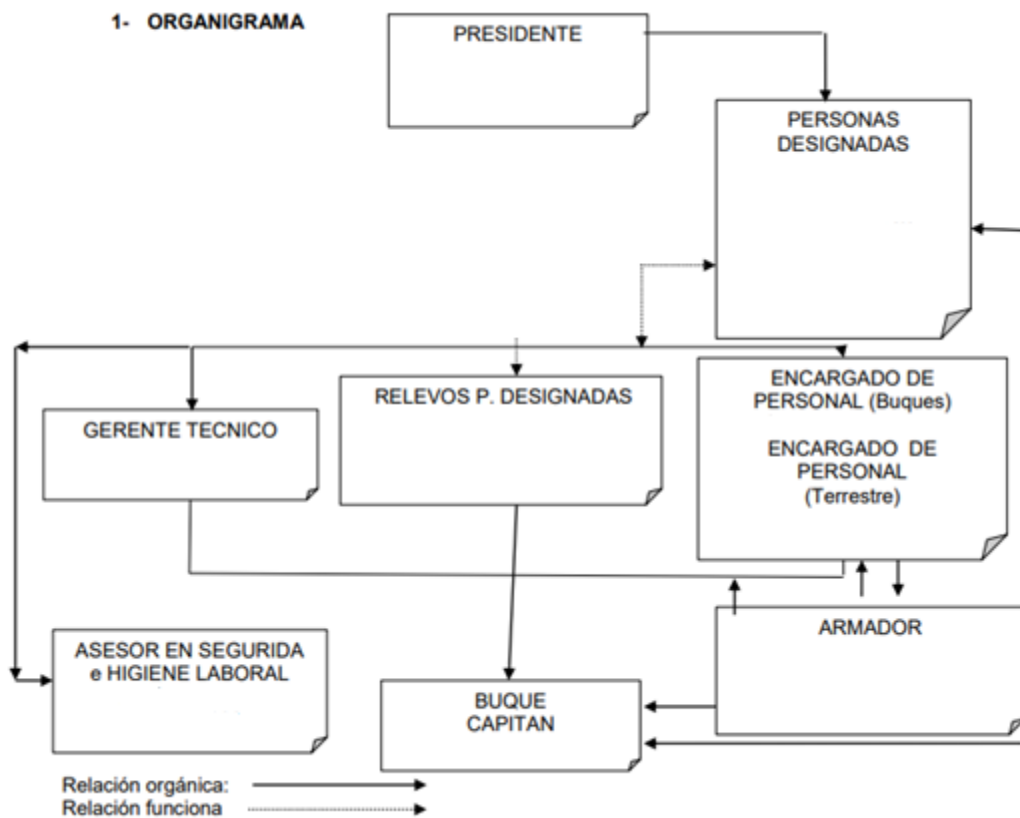 1- ORGANIGRAMA
PRESIDENTE
PERSONAS
DESIGNADAS
ENCARGADO DE
PERSONAL (Buques)
ENCARGADO DE
PERSONAL
(Terrestre)
RELEVOS P. DESIGNADAS
GERENTE TECNICO
ARMADOR
ASESOR EN SEGURIDA
e HIGIENE LABORAL
BUQUE
CAPITAN
Relación orgánica:
Relación funciona